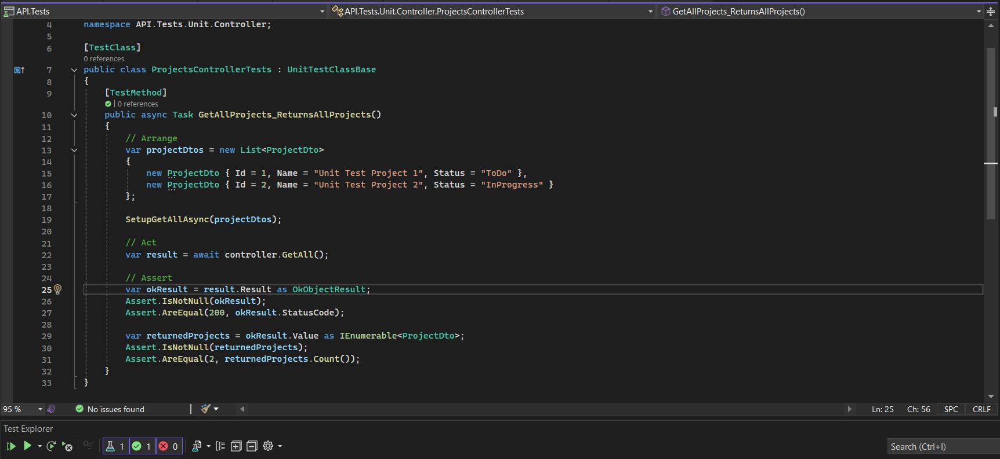 API.Tests
API.Tests.Unit.Controller.ProjectsControllerTests
GetAllProjects_ReturnsAllProjects()
4 namespace API.Tests.Unit.Controller;
5
6 [TestClass]
0 references
7 public class ProjectsControllerTests : UnitTestClassBase
8 {
9 [TestMethod]
| 0 references
10 public async Task GetAllProjects_ReturnsAllProjects()
11 {
12 // Arrange
13 var projectDtos = new List<ProjectDto>
14 {
15 new ProjectDto { Id = 1, Name = "Unit Test Project 1", Status = "ToDo" },
16 new ProjectDto { Id = 2, Name = "Unit Test Project 2", Status = "InProgress" }
17 };
18
19 SetupGetAllAsync(projectDtos);
20
21 // Act
22 var result = await controller.GetAll();
23
24 // Assert
25 var okResult = result.Result as OkObjectResult;
26 Assert.IsNotNull(okResult);
27 Assert.AreEqual(200, okResult.StatusCode);
28
29 var returnedProjects = okResult.Value as IEnumerable<ProjectDto>;
30 Assert.IsNotNull(returnedProjects);
31 Assert.AreEqual(2, returnedProjects.Count());
32 }
33 }
95 % No issues found Ln: 25 Ch: 56 SPC CRLF
Test Explorer
1 1 0 Search (Ctrl+I)